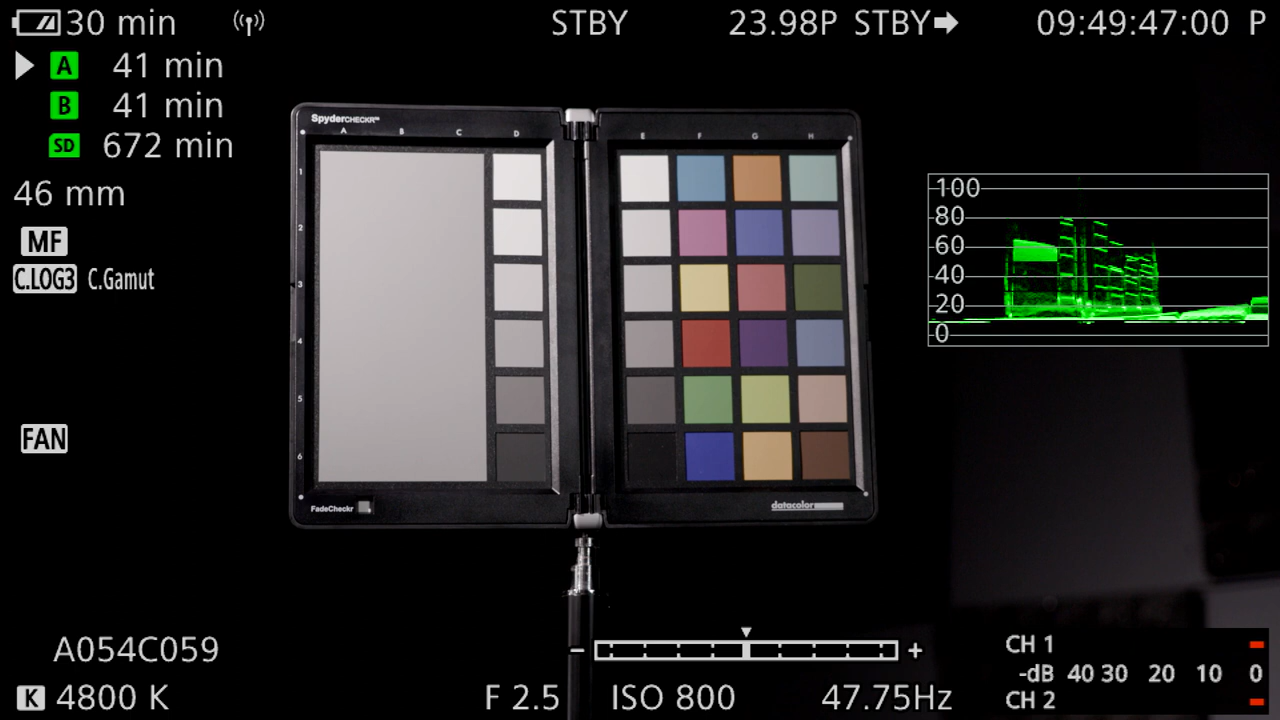 30 min STBY 23.98P STBY 09:49:47:00 P
A 41 min
B 41 min
SD 672 min
46 mm
MF
C.LOG3 C.Gamut
FAN
SpyderCHECKR™
A B C D E F G H
1
2
3
4
5
6
FadeCheckr
datacolor
100
80
60
40
20
0
A054C059
- +
K 4800 K F 2.5 ISO 800 47.75Hz
CH 1
-dB 40 30 20 10 0
CH 2